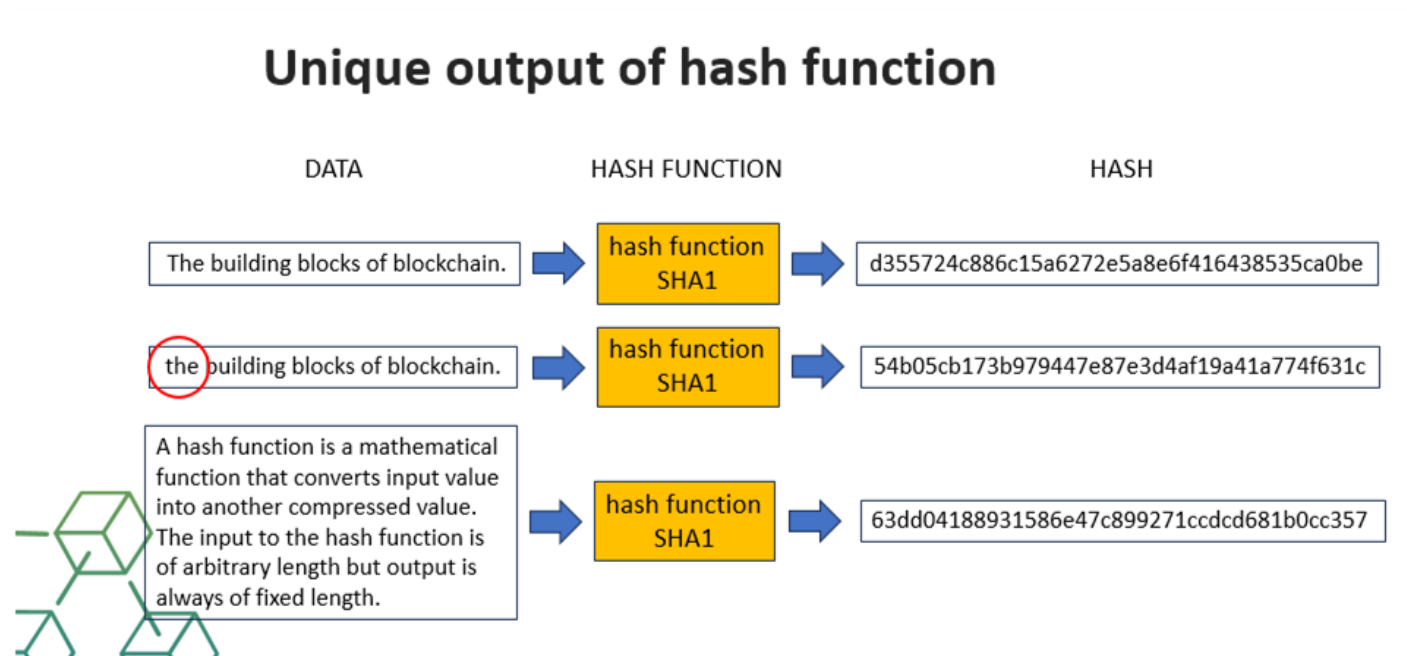 Unique output of hash function
DATA
HASH FUNCTION
HASH
The building blocks of blockchain.
hash function
SHA1
d355724c886c15a6272e5a8e6f416438535ca0be
the building blocks of blockchain.
hash function
SHA1
54b05cb173b979447e87e3d4af19a41a774f631c
A hash function is a mathematical
function that converts input value
into another compressed value.
The input to the hash function is
of arbitrary length but output is
always of fixed length.
hash function
SHA1
63dd04188931586e47c899271ccdcd681b0cc357